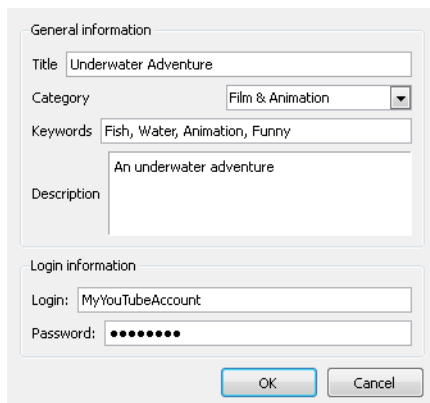 General information
Title Underwater Adventure
Category Film & Animation
Keywords Fish, Water, Animation, Funny
An underwater adventure
Description
Login information
Login: MyYouTubeAccount
Password: ●●●●●●●●
OK Cancel